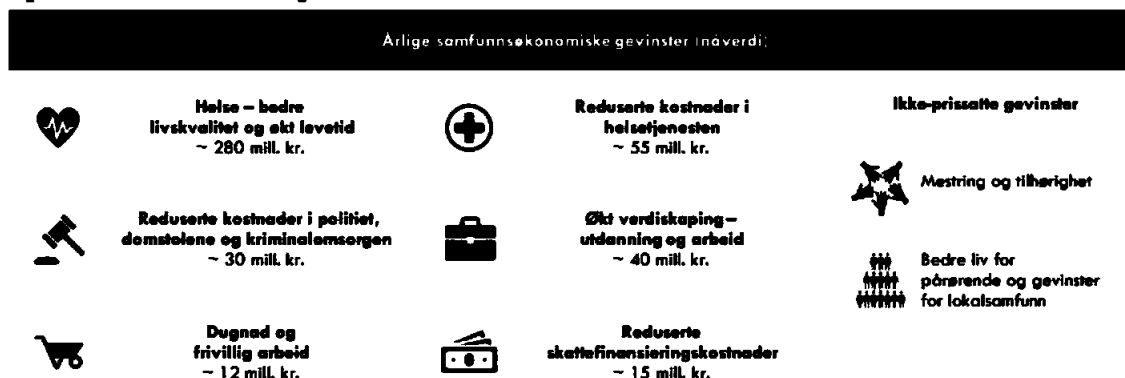 Årlige samfunnsøkonomiske gevinster (nåverdi)
Helse – bedre
livskvalitet og økt levetid
~ 280 mill. kr.
Reduserte kostnader i
helsetjenesten
~ 55 mill. kr.
Ikke-prissatte gevinster
Mestring og tilhørighet
Reduserte kostnader i politiet,
domstolene og kriminalomsorgen
~ 30 mill. kr.
Økt verdiskaping –
utdanning og arbeid
~ 40 mill. kr.
Bedre liv for
pårørende og gevinster
for lokalsamfunn
Dugnad og
frivillig arbeid
~ 12 mill. kr.
Reduserte
skattefinansieringskostnader
~ 15 mill. kr.